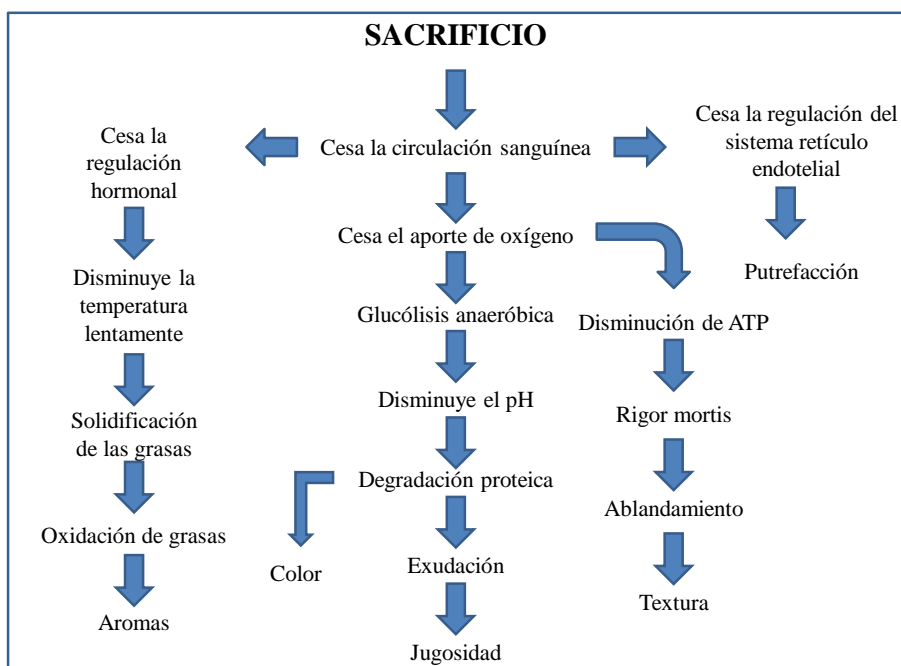 SACRIFICIO
Cesa la
regulación
hormonal
Cesa la circulación sanguínea
Cesa la regulación del
sistema retículo
endotelial
Cesa el aporte de oxígeno
Putrefacción
Disminuye la
temperatura
lentamente
Glucólisis anaeróbica
Disminución de ATP
Disminuye el pH
Rigor mortis
Solidificación
de las grasas
Degradación proteica
Ablandamiento
Oxidación de grasas
Color
Exudación
Textura
Aromas
Jugosidad